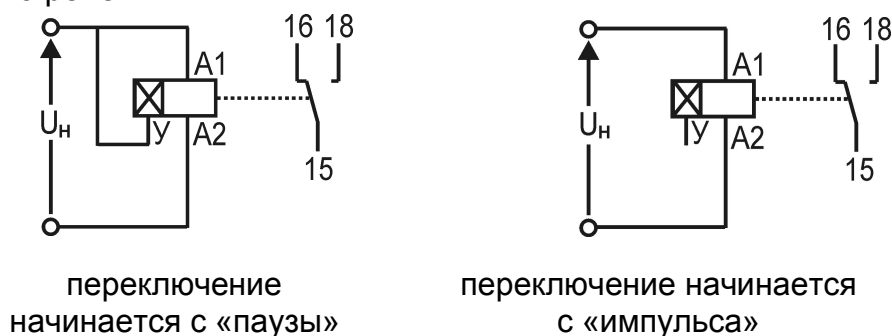 16 18
A1
Uн
У A2
15
переключение
начинается с «паузы»
16 18
A1
Uн
У A2
15
переключение начинается
с «импульса»